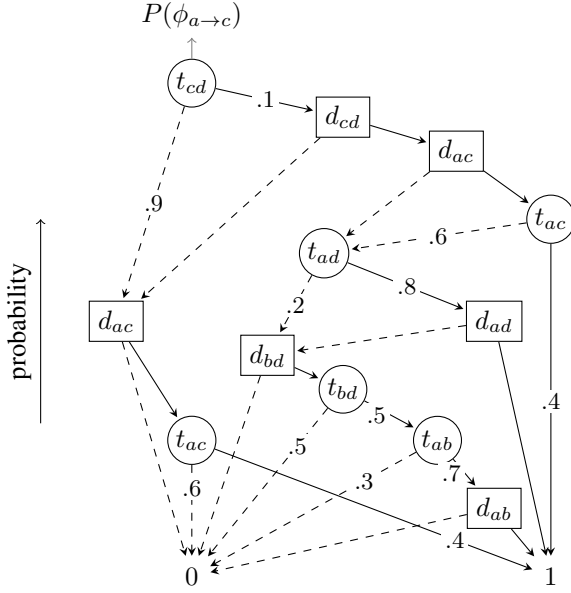 P(ϕ_{a→c})
t_{cd}
.1
d_{cd}
d_{ac}
.9
.6
t_{ac}
t_{ad}
.2
.8
probability
d_{ac}
d_{ad}
d_{bd}
t_{bd}
.5
.4
t_{ac}
.5
t_{ab}
.6
.3
.7
d_{ab}
.4
0
1